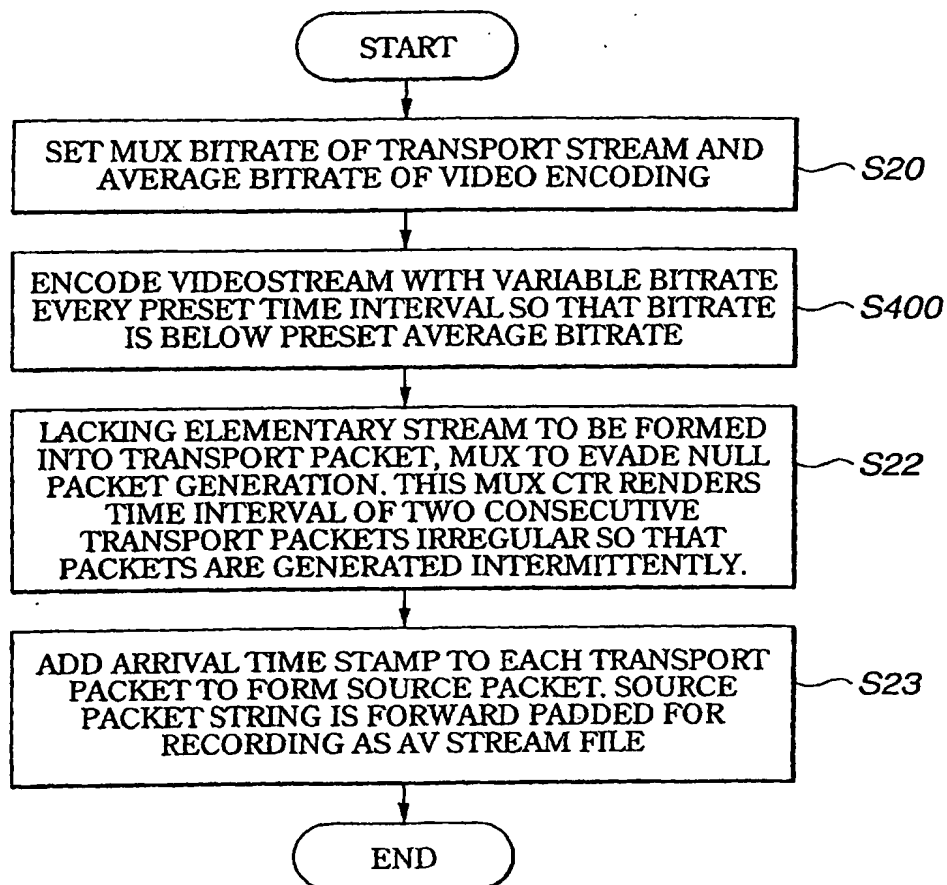 START
SET MUX BITRATE OF TRANSPORT STREAM AND
AVERAGE BITRATE OF VIDEO ENCODING
S20
ENCODE VIDEOSTREAM WITH VARIABLE BITRATE
EVERY PRESET TIME INTERVAL SO THAT BITRATE
IS BELOW PRESET AVERAGE BITRATE
S400
LACKING ELEMENTARY STREAM TO BE FORMED
INTO TRANSPORT PACKET, MUX TO EVADE NULL
PACKET GENERATION. THIS MUX CTR RENDERS
TIME INTERVAL OF TWO CONSECUTIVE
TRANSPORT PACKETS IRREGULAR SO THAT
PACKETS ARE GENERATED INTERMITTENTLY.
S22
ADD ARRIVAL TIME STAMP TO EACH TRANSPORT
PACKET TO FORM SOURCE PACKET. SOURCE
PACKET STRING IS FORWARD PADDED FOR
RECORDING AS AV STREAM FILE
S23
END